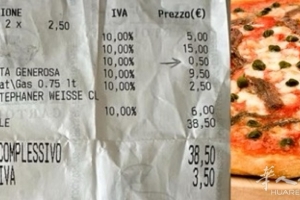 IONE IVA Prezzo(€)
2 x 2,50
10,00% 5,00
10,00% 15,00
10,00% 0,50
TA GENEROSA 10,00% 9,50
at\Gas 0.75 lt 10,00% 2,50
STEPHANER WEISSE CL
10,00% 6,00
LE 38,50
COMPLESSIVO 38,50
IVA 3,50